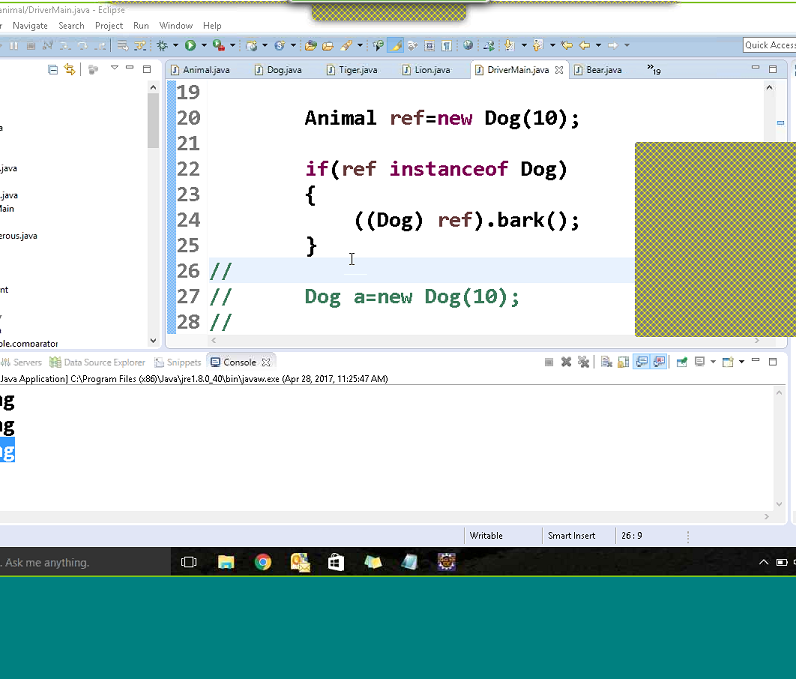 animal/DriverMain.java - Eclipse
Navigate Search Project Run Window Help
Quick Access
Animal.java Dog.java Tiger.java Lion.java DriverMain.java Bear.java »19
19
20 Animal ref=new Dog(10);
21
22 if(ref instanceof Dog)
23 {
24 ((Dog) ref).bark();
25 }
26 //
27 // Dog a=new Dog(10);
28 //
a
.java
.java
Main
erous.java
nt
ple.comparator
Servers Data Source Explorer Snippets Console
Java Application] C:\Program Files (x86)\Java\jre1.8.0_40\bin\javaw.exe (Apr 28, 2017, 11:25:47 AM)
ng
ng
ng
Writable Smart Insert 26 : 9
. Ask me anything.